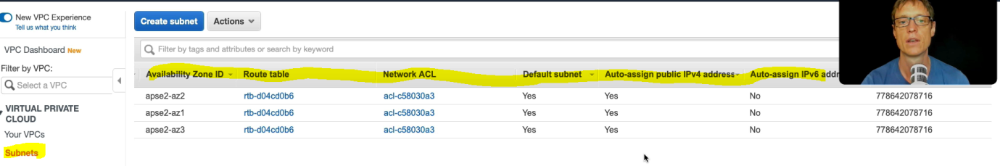 New VPC Experience
Tell us what you think
Create subnet
Actions
VPC Dashboard New
Filter by tags and attributes or search by keyword
Filter by VPC:
Select a VPC
Availability Zone ID Route table Network ACL Default subnet Auto-assign public IPv4 address Auto-assign IPv6 addr
apse2-az2 rtb-d04cd0b6 acl-c58030a3 Yes Yes No 778642078716
apse2-az1 rtb-d04cd0b6 acl-c58030a3 Yes Yes No 778642078716
apse2-az3 rtb-d04cd0b6 acl-c58030a3 Yes Yes No 778642078716
VIRTUAL PRIVATE
CLOUD
Your VPCs
Subnets